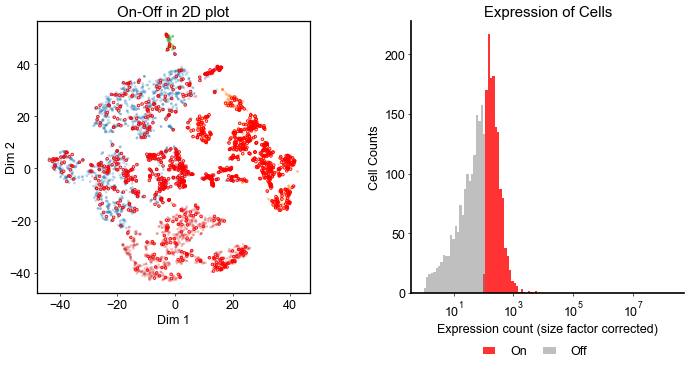 On-Off in 2D plot
40
20
0
−20
−40
Dim 2
−40 −20 0 20 40
Dim 1
Expression of Cells
200
150
100
50
0
Cell Counts
10^1 10^3 10^5 10^7
Expression count (size factor corrected)
On Off